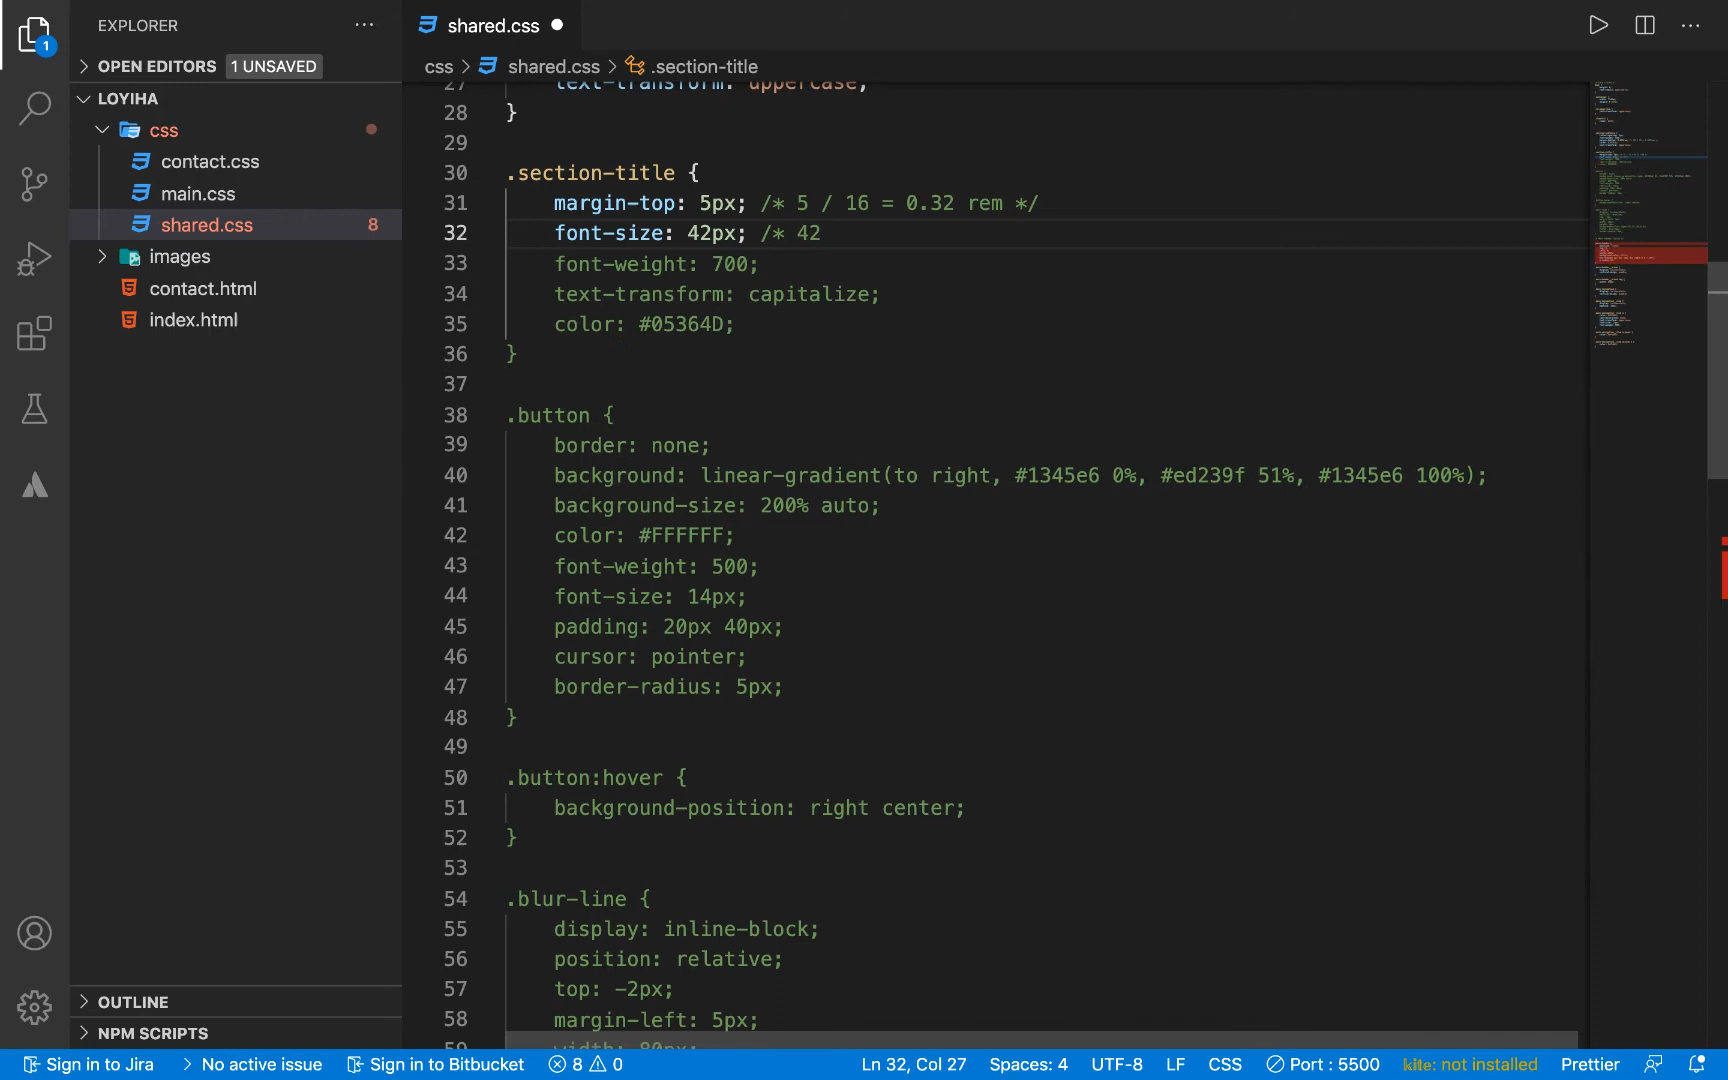 EXPLORER
1
OPEN EDITORS 1 UNSAVED
LOYIHA
css
contact.css
main.css
shared.css 8
images
contact.html
index.html
OUTLINE
NPM SCRIPTS
shared.css
css > shared.css > .section-title
27 text-transform: uppercase;
28 }
29
30 .section-title {
31 margin-top: 5px; /* 5 / 16 = 0.32 rem */
32 font-size: 42px; /* 42
33 font-weight: 700;
34 text-transform: capitalize;
35 color: #05364D;
36 }
37
38 .button {
39 border: none;
40 background: linear-gradient(to right, #1345e6 0%, #ed239f 51%, #1345e6 100%);
41 background-size: 200% auto;
42 color: #FFFFFF;
43 font-weight: 500;
44 font-size: 14px;
45 padding: 20px 40px;
46 cursor: pointer;
47 border-radius: 5px;
48 }
49
50 .button:hover {
51 background-position: right center;
52 }
53
54 .blur-line {
55 display: inline-block;
56 position: relative;
57 top: -2px;
58 margin-left: 5px;
59 width: 80px;
Sign in to Jira No active issue Sign in to Bitbucket 8 0 Ln 32, Col 27 Spaces: 4 UTF-8 LF CSS Port : 5500 kite: not installed Prettier